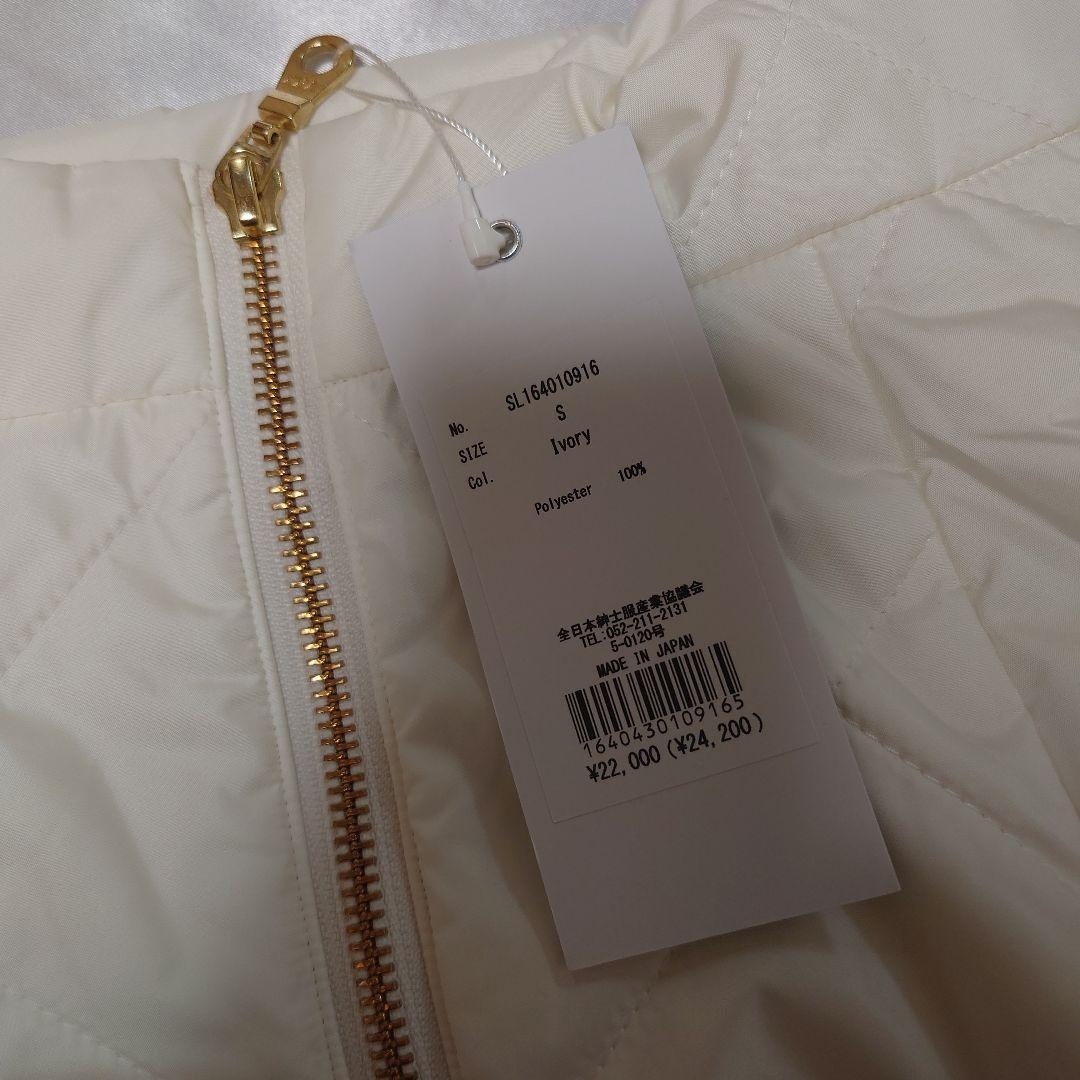 No. SL164010916
SIZE S
Col. Ivory
Polyester 100%
全日本紳士服産業協議会
TEL:052-211-2131
5-0120号
MADE IN JAPAN
1640430109165
¥22,000(¥24,200)